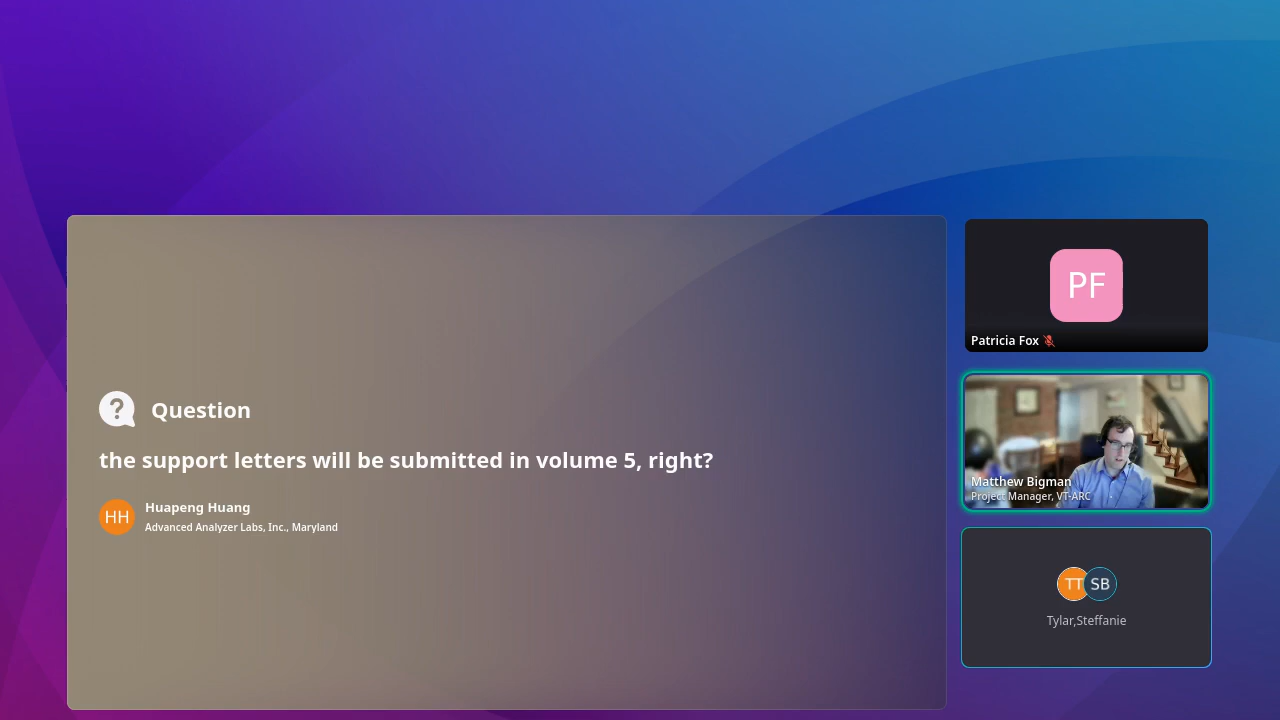 Question
the support letters will be submitted in volume 5, right?
HH
Huapeng Huang
Advanced Analyzer Labs, Inc., Maryland
PF
Patricia Fox
Matthew Bigman
Project Manager, VT-ARC
TT SB
Tylar,Steffanie